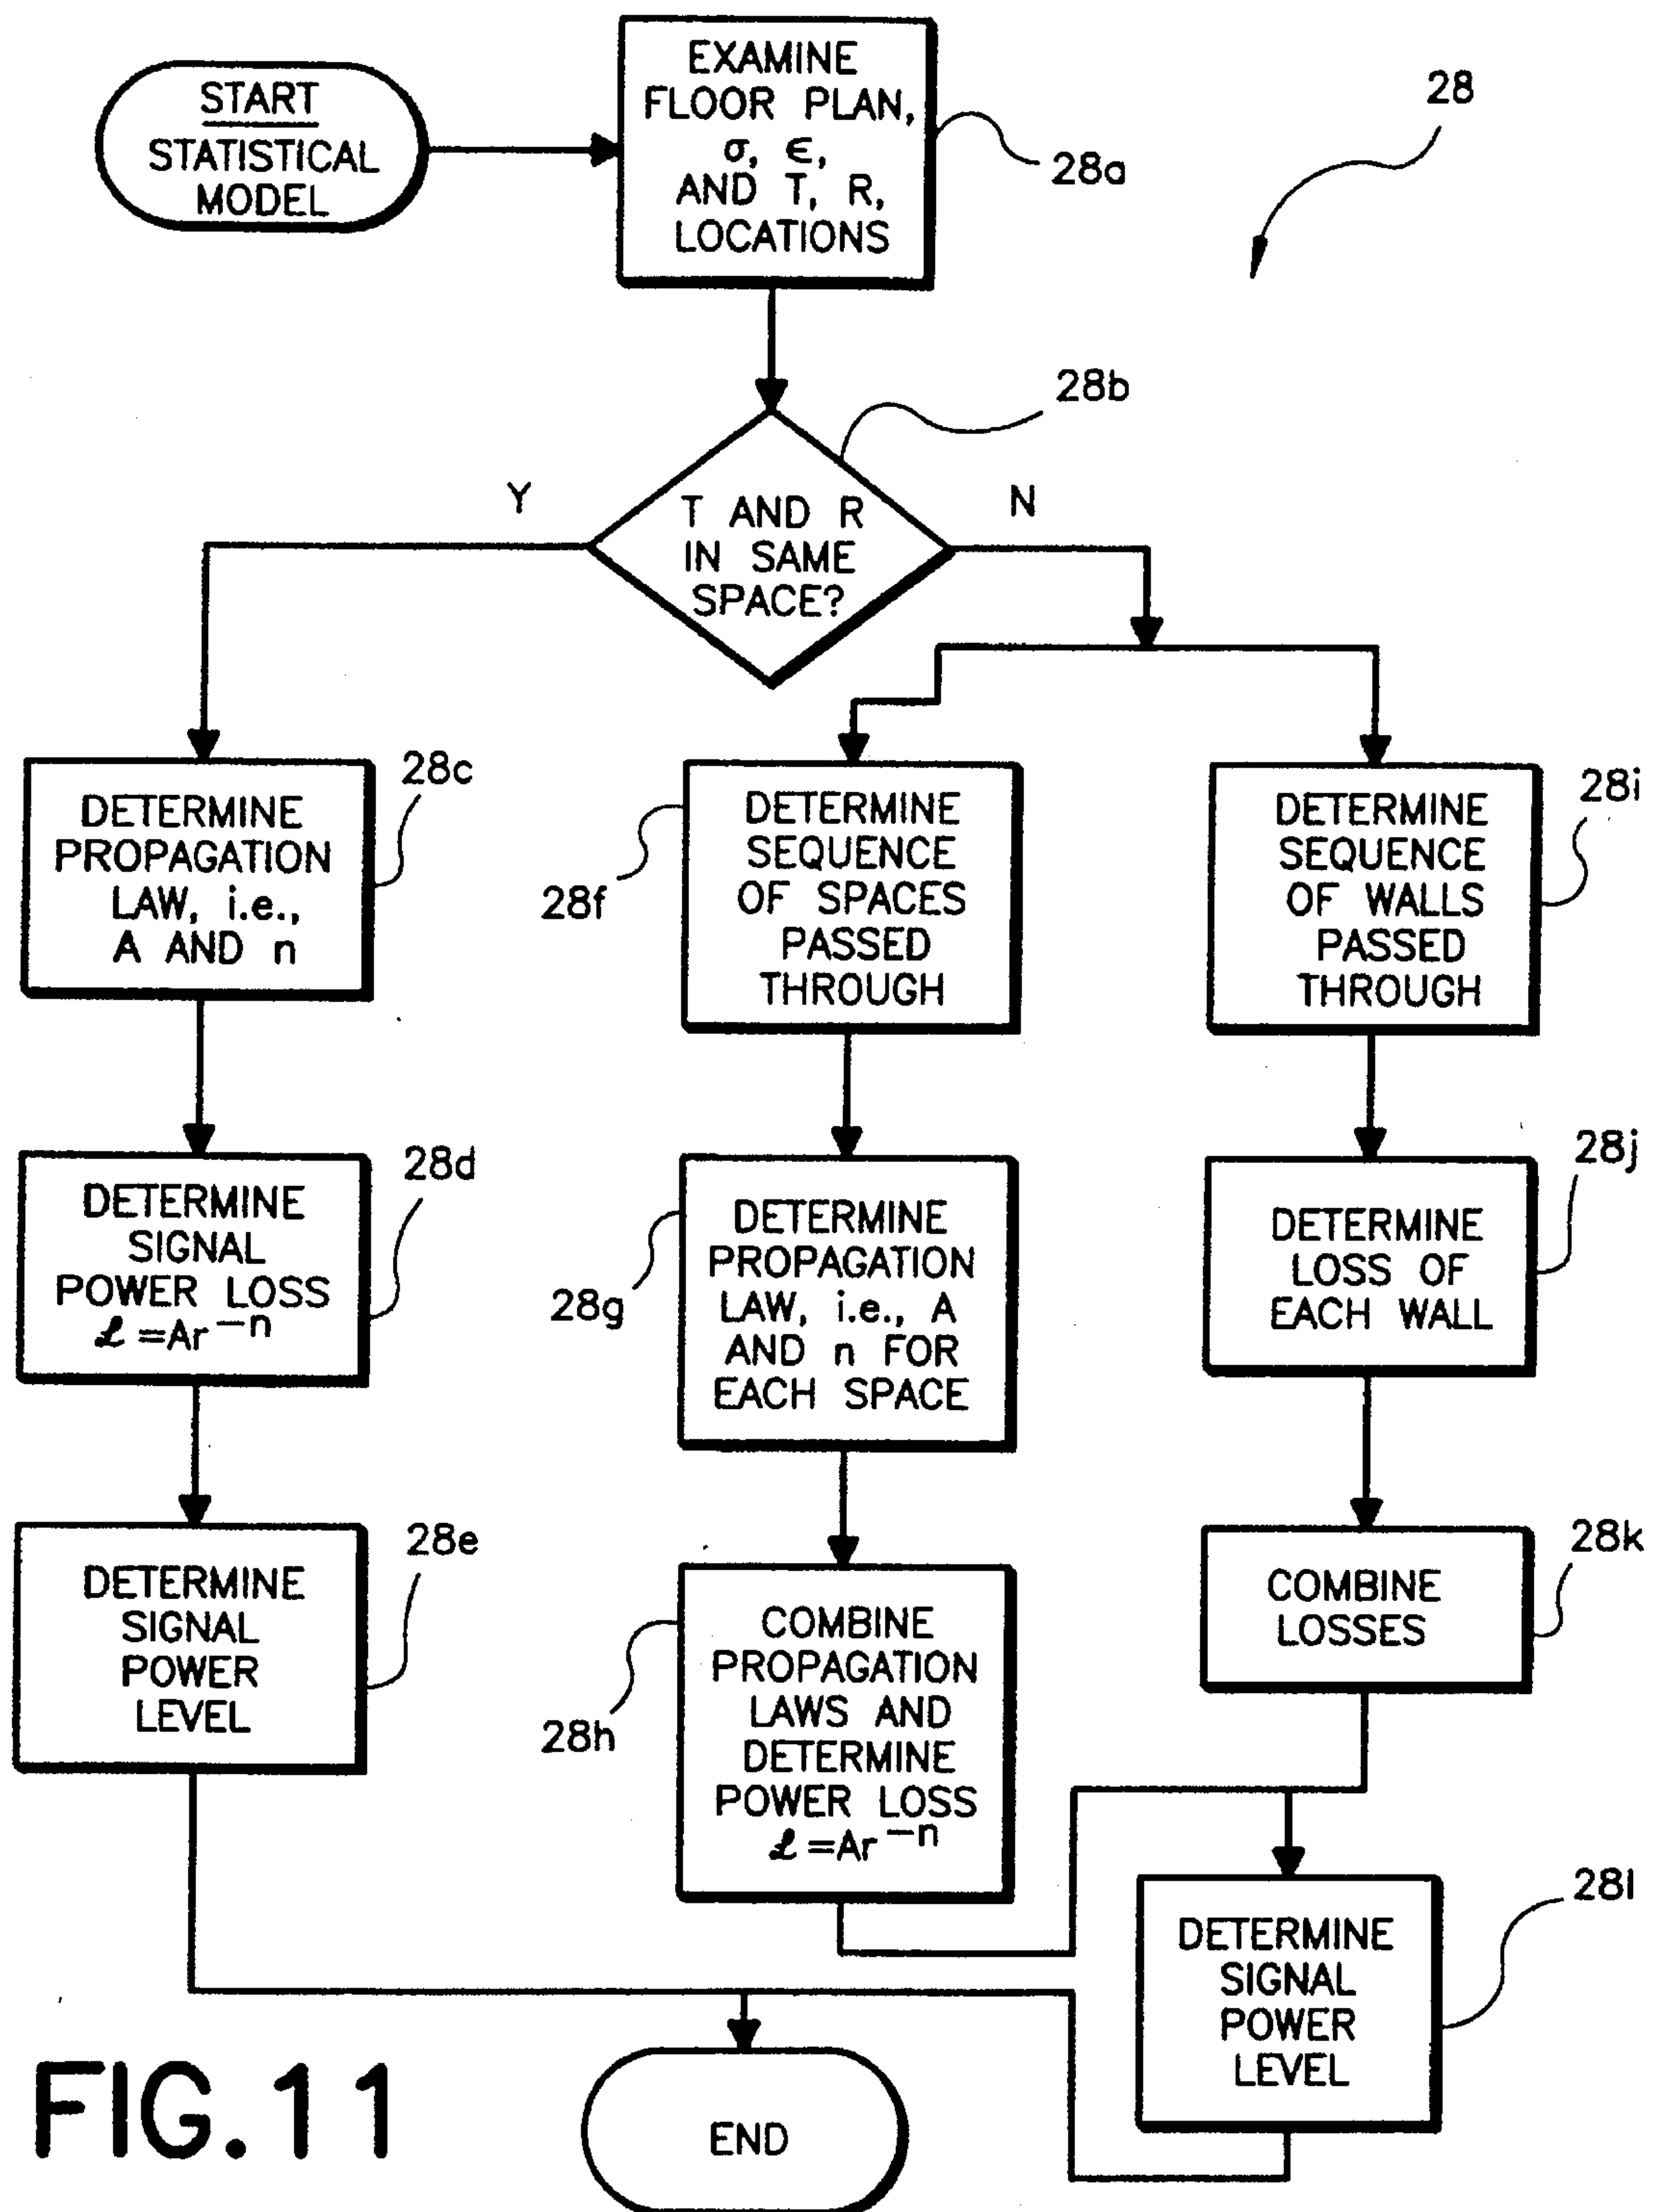 START
STATISTICAL
MODEL
EXAMINE
FLOOR PLAN,
σ, ϵ,
AND T, R,
LOCATIONS
28a
28
28b
Y
T AND R
IN SAME
SPACE?
N
DETERMINE
PROPAGATION
LAW, i.e.,
A AND n
28c
DETERMINE
SEQUENCE
OF SPACES
PASSED
THROUGH
28f
DETERMINE
SEQUENCE
OF WALLS
PASSED
THROUGH
28i
DETERMINE
SIGNAL
POWER LOSS
ℒ=Ar⁻ⁿ
28d
DETERMINE
PROPAGATION
LAW, i.e., A
AND n FOR
EACH SPACE
28g
DETERMINE
LOSS OF
EACH WALL
28j
DETERMINE
SIGNAL
POWER
LEVEL
28e
COMBINE
PROPAGATION
LAWS AND
DETERMINE
POWER LOSS
ℒ=Ar⁻ⁿ
28h
COMBINE
LOSSES
28k
DETERMINE
SIGNAL
POWER
LEVEL
28l
END
FIG.11